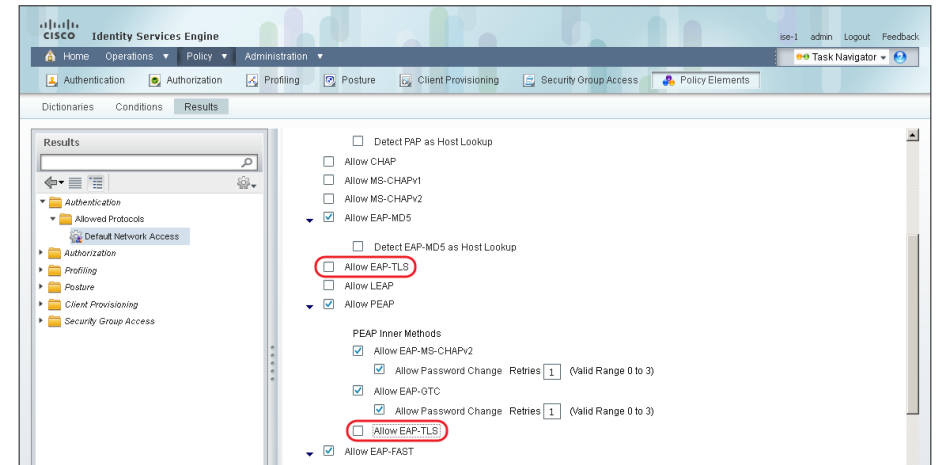 CISCO Identity Services Engine
ise-1 admin Logout Feedback
Home Operations Policy Administration
Task Navigator
Authentication Authorization Profiling Posture Client Provisioning Security Group Access Policy Elements
Dictionaries Conditions Results
Results
Authentication
Allowed Protocols
Default Network Access
Authorization
Profiling
Posture
Client Provisioning
Security Group Access
Detect PAP as Host Lookup
Allow CHAP
Allow MS-CHAPv1
Allow MS-CHAPv2
Allow EAP-MD5
Detect EAP-MD5 as Host Lookup
Allow EAP-TLS
Allow LEAP
Allow PEAP
PEAP Inner Methods
Allow EAP-MS-CHAPv2
Allow Password Change Retries 1 (Valid Range 0 to 3)
Allow EAP-GTC
Allow Password Change Retries 1 (Valid Range 0 to 3)
Allow EAP-TLS
Allow EAP-FAST